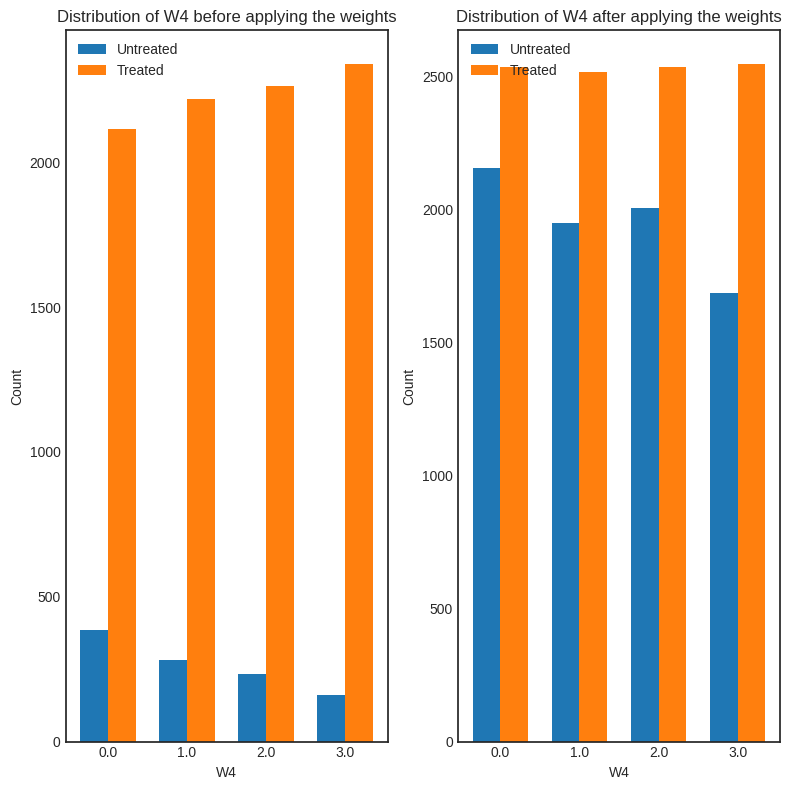 Distribution of W4 before applying the weights
Untreated
Treated
2000
1500
1000
500
0
Count
0.0 1.0 2.0 3.0
W4
Distribution of W4 after applying the weights
Untreated
Treated
2500
2000
1500
1000
500
0
Count
0.0 1.0 2.0 3.0
W4